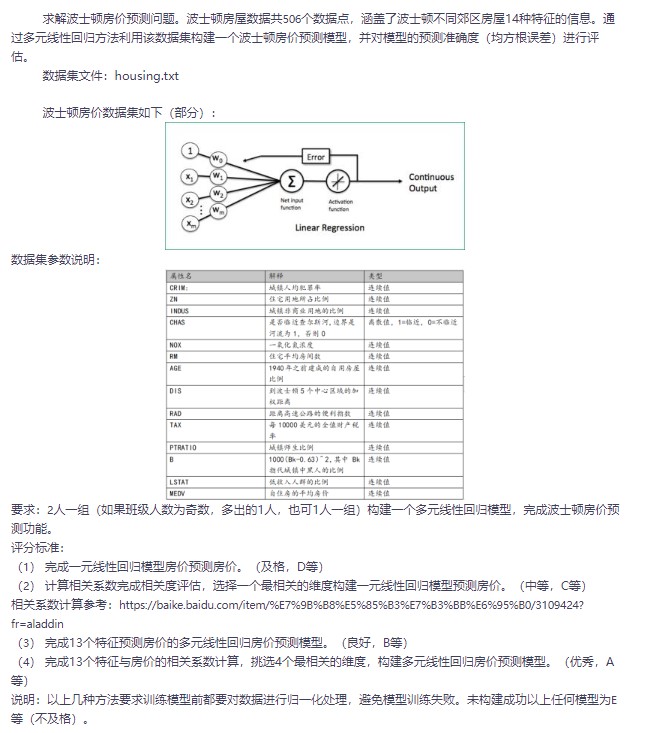 求解波士顿房价预测问题。波士顿房屋数据共506个数据点，涵盖了波士顿不同郊区房屋14种特征的信息。通
过多元线性回归方法利用该数据集构建一个波士顿房价预测模型，并对模型的预测准确度（均方根误差）进行评
估。
数据集文件：housing.txt
波士顿房价数据集如下（部分）：
1
w₀
Error
x₁
w₁
x₂
w₂
⋮
wₘ
xₘ
Σ
Net input
function
Activation
function
Continuous
Output
Linear Regression
数据集参数说明：
属性名 解释 类型
CRIM: 城镇人均犯罪率 连续值
ZN 住宅用地所占比例 连续值
INDUS 城镇非商业用地的比例 连续值
CHAS 是否临近查尔斯河,边界是 离散值，1=临近，0=不临近
河流为 1，否则 0
NOX 一氧化氮浓度 连续值
RM 住宅平均房间数 连续值
AGE 1940 年之前建成的自用房屋 连续值
比例
DIS 到波士顿 5 个中心区域的加 连续值
权距离
RAD 距离高速公路的便利指数 连续值
TAX 每 10000 美元的全值财产税 连续值
率
PTRATIO 城镇师生比例 连续值
B 1000(Bk-0.63)^2,其中 Bk 连续值
指代城镇中黑人的比例
LSTAT 低收入人群的比例 连续值
MEDV 自住房的平均房价 连续值
要求：2人一组（如果班级人数为奇数，多出的1人，也可1人一组）构建一个多元线性回归模型，完成波士顿房价预
测功能。
评分标准：
（1） 完成一元线性回归模型房价预测房价。（及格，D等）
（2） 计算相关系数完成相关度评估，选择一个最相关的维度构建一元线性回归模型预测房价。（中等，C等）
相关系数计算参考：https://baike.baidu.com/item/%E7%9B%B8%E5%85%B3%E7%B3%BB%E6%95%B0/3109424?
fr=aladdin
（3） 完成13个特征预测房价的多元线性回归房价预测模型。（良好，B等）
（4） 完成13个特征与房价的相关系数计算，挑选4个最相关的维度，构建多元线性回归房价预测模型。（优秀，A
等）
说明：以上几种方法要求训练模型前都要对数据进行归一化处理，避免模型训练失败。未构建成功以上任何模型为E
等（不及格）。